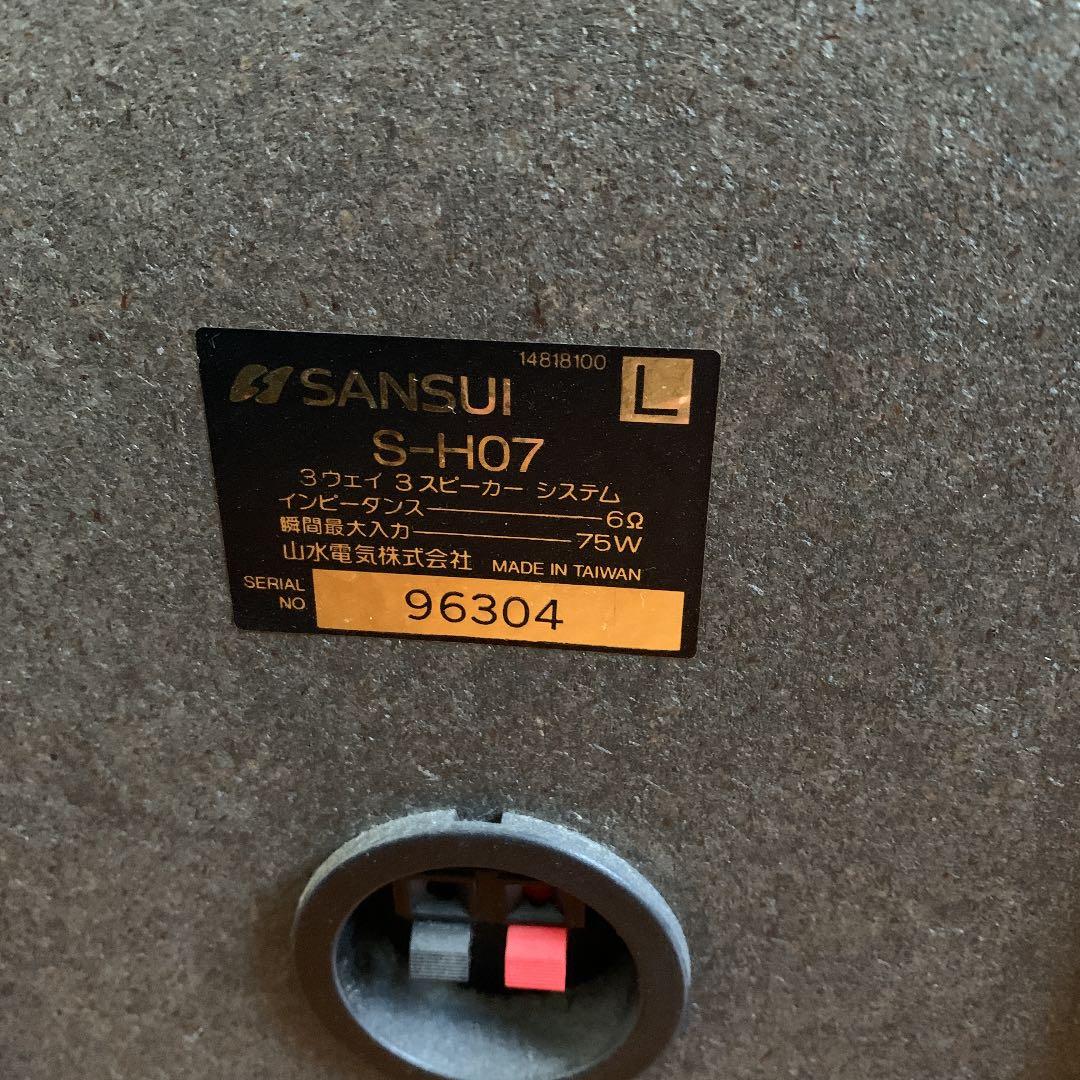 14818100
SANSUI L
S-H07
3ウェイ 3スピーカー システム
インピーダンス 6Ω
瞬間最大入力 75W
山水電気株式会社 MADE IN TAIWAN
SERIAL NO 96304